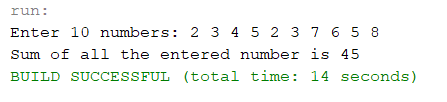 run:
Enter 10 numbers: 2 3 4 5 2 3 7 6 5 8
Sum of all the entered number is 45
BUILD SUCCESSFUL (total time: 14 seconds)